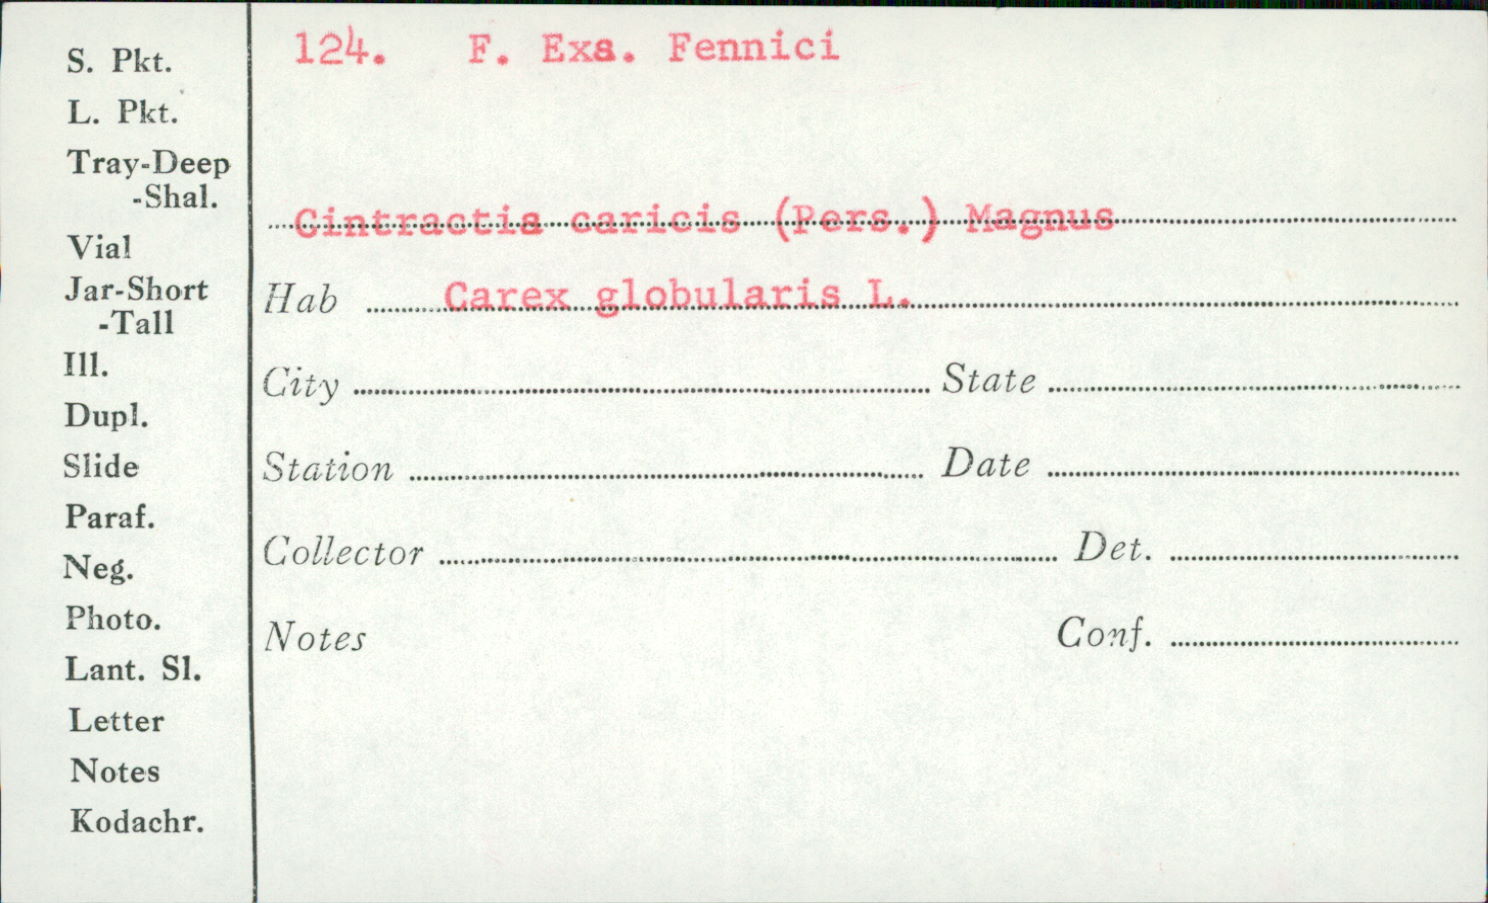 S. Pkt.
L. Pkt.
Tray-Deep
-Shal.
Vial
Jar-Short
-Tall
Ill.
Dupl.
Slide
Paraf.
Neg.
Photo.
Lant. Sl.
Letter
Notes
Kodachr.
124. F. Exs. Fennici
Cintractia caricis (Pers.) Magnus
Hab Carex globularis L.
City State
Station Date
Collector Det.
Notes Conf.